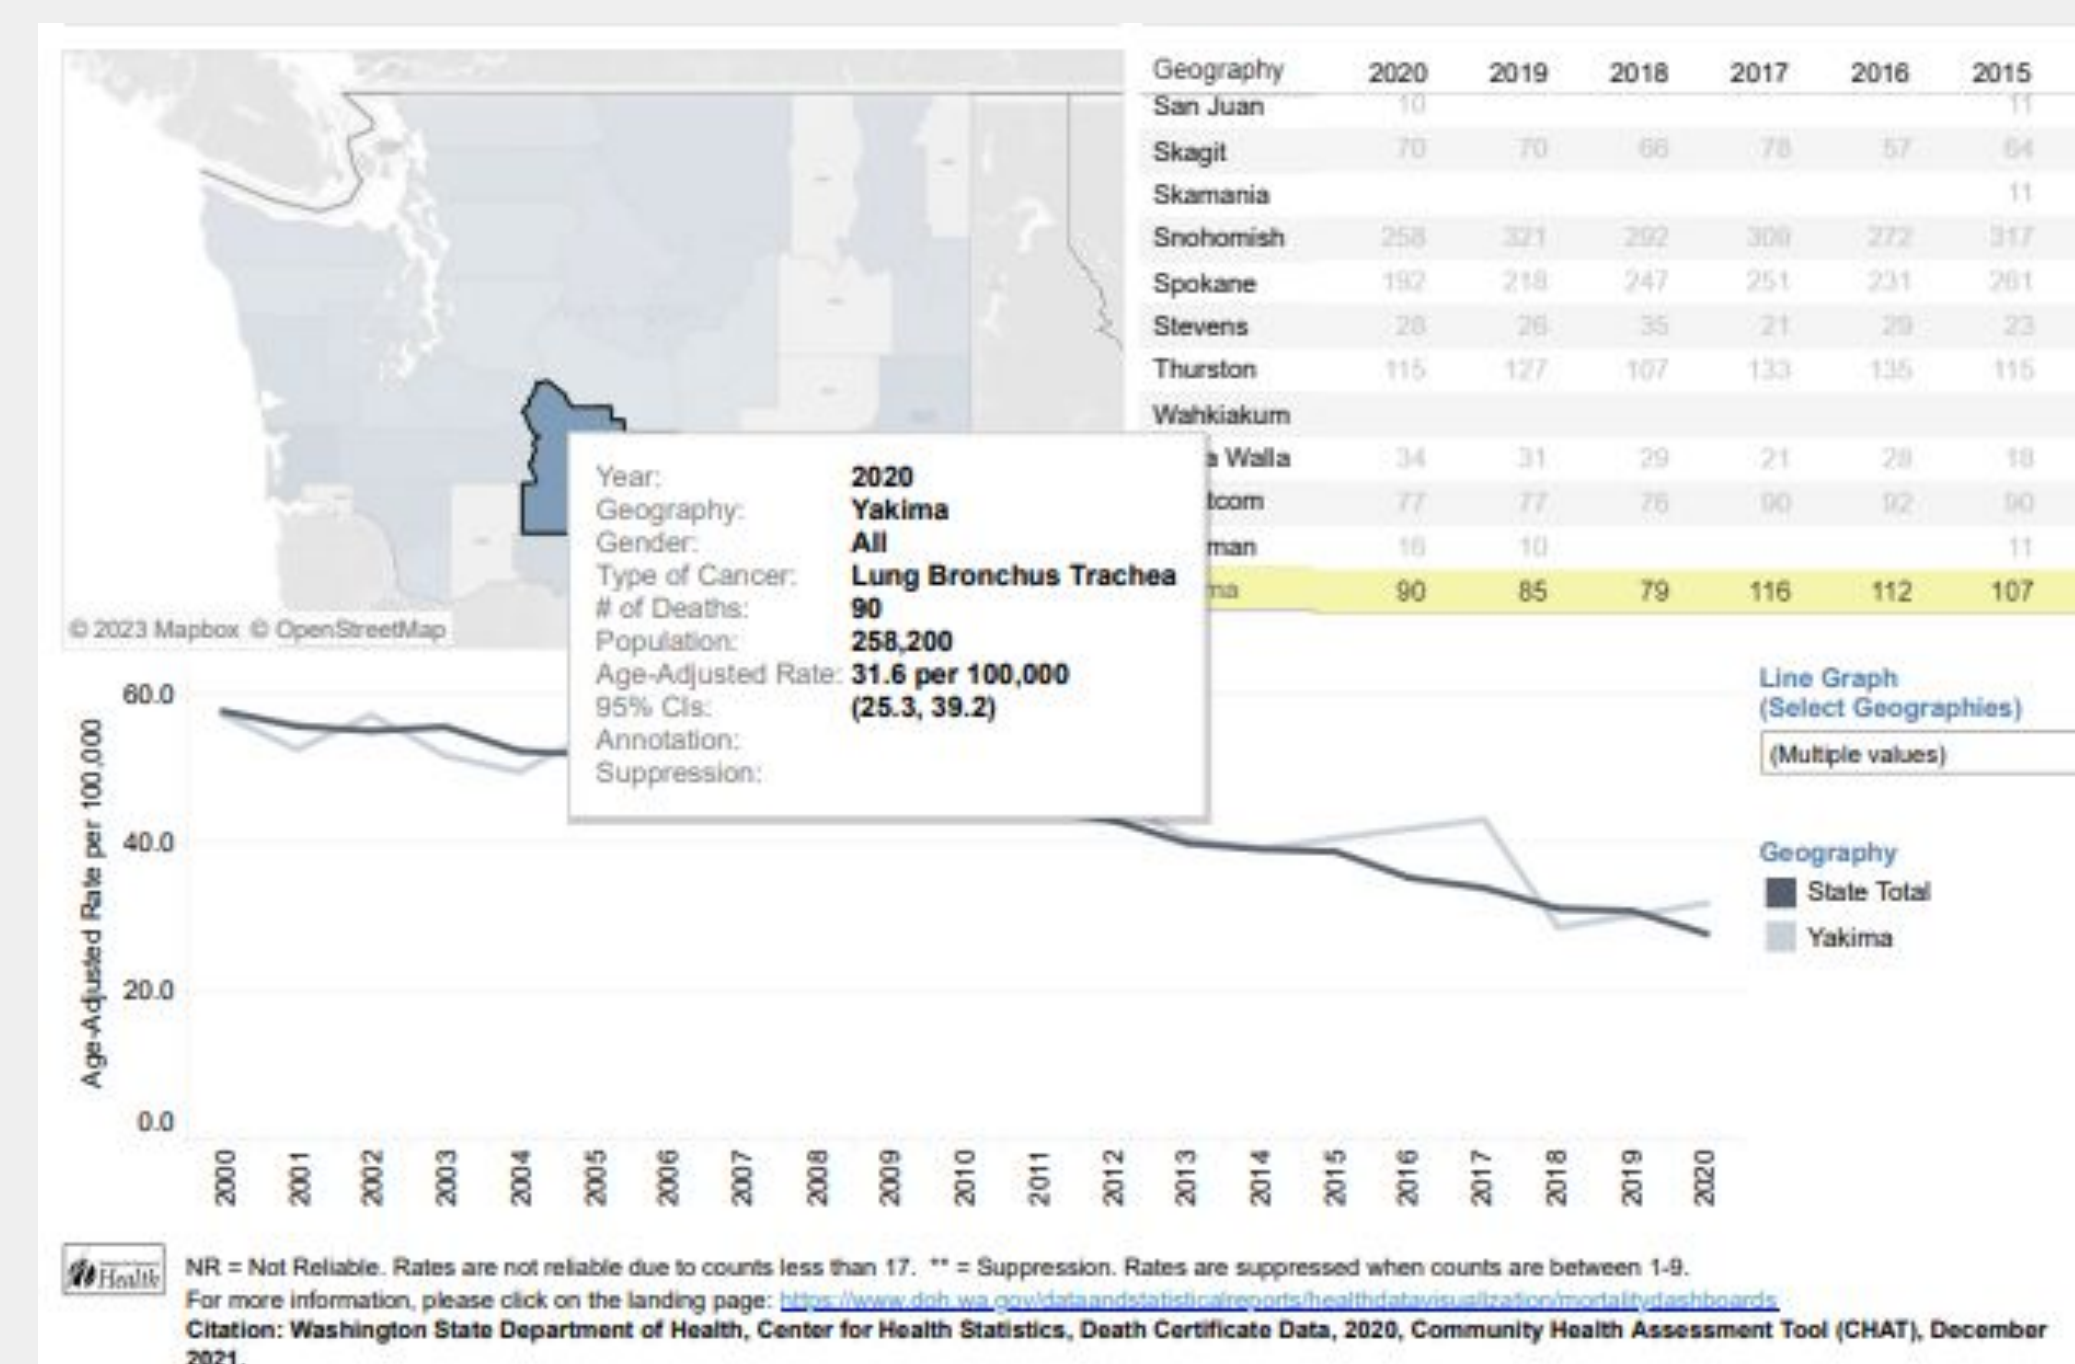 Geography 2020 2019 2018 2017 2016 2015
San Juan 10 11
Skagit 70 70 66 78 57 64
Skamania 11
Snohomish 258 321 292 309 272 317
Spokane 192 218 247 251 231 261
Stevens 28 26 35 21 29 23
Thurston 115 127 107 133 135 115
Wahkiakum
a Walla 34 31 29 21 28 18
tcom 77 77 76 90 92 90
man 16 10 11
ma 90 85 79 116 112 107
Year: 2020
Geography: Yakima
Gender: All
Type of Cancer: Lung Bronchus Trachea
# of Deaths: 90
Population: 258,200
Age-Adjusted Rate: 31.6 per 100,000
95% CIs: (25.3, 39.2)
Annotation:
Suppression:
© 2023 Mapbox © OpenStreetMap
Age-Adjusted Rate per 100,000
60.0
40.0
20.0
0.0
2000 2001 2002 2003 2004 2005 2006 2007 2008 2009 2010 2011 2012 2013 2014 2015 2016 2017 2018 2019 2020
Line Graph
(Select Geographies)
(Multiple values)
Geography
State Total
Yakima
Health
NR = Not Reliable. Rates are not reliable due to counts less than 17. ** = Suppression. Rates are suppressed when counts are between 1-9.
For more information, please click on the landing page: https://www.doh.wa.gov/dataandstatisticalreports/healthdatavisualization/mortalitydashboards
Citation: Washington State Department of Health, Center for Health Statistics, Death Certificate Data, 2020, Community Health Assessment Tool (CHAT), December
2021.